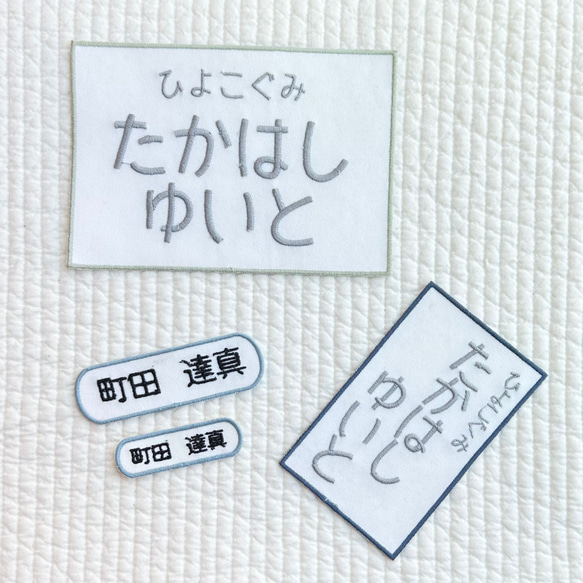 ひよこぐみ
たかはし
ゆいと
町田 達真
町田 達真
ひよこぐみ
たかはし
ゆいと